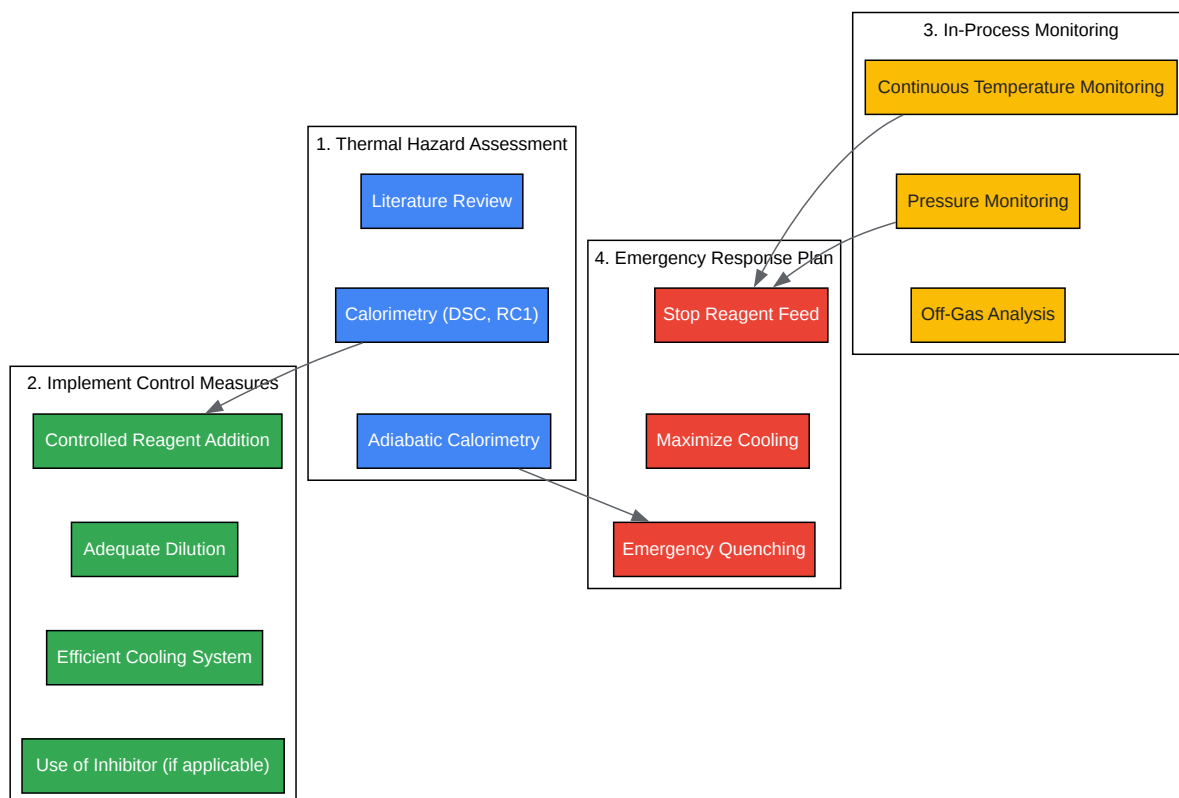 1. Thermal Hazard Assessment
Literature Review
Calorimetry (DSC, RC1)
Adiabatic Calorimetry
2. Implement Control Measures
Controlled Reagent Addition
Adequate Dilution
Efficient Cooling System
Use of Inhibitor (if applicable)
3. In-Process Monitoring
Continuous Temperature Monitoring
Pressure Monitoring
Off-Gas Analysis
4. Emergency Response Plan
Stop Reagent Feed
Maximize Cooling
Emergency Quenching